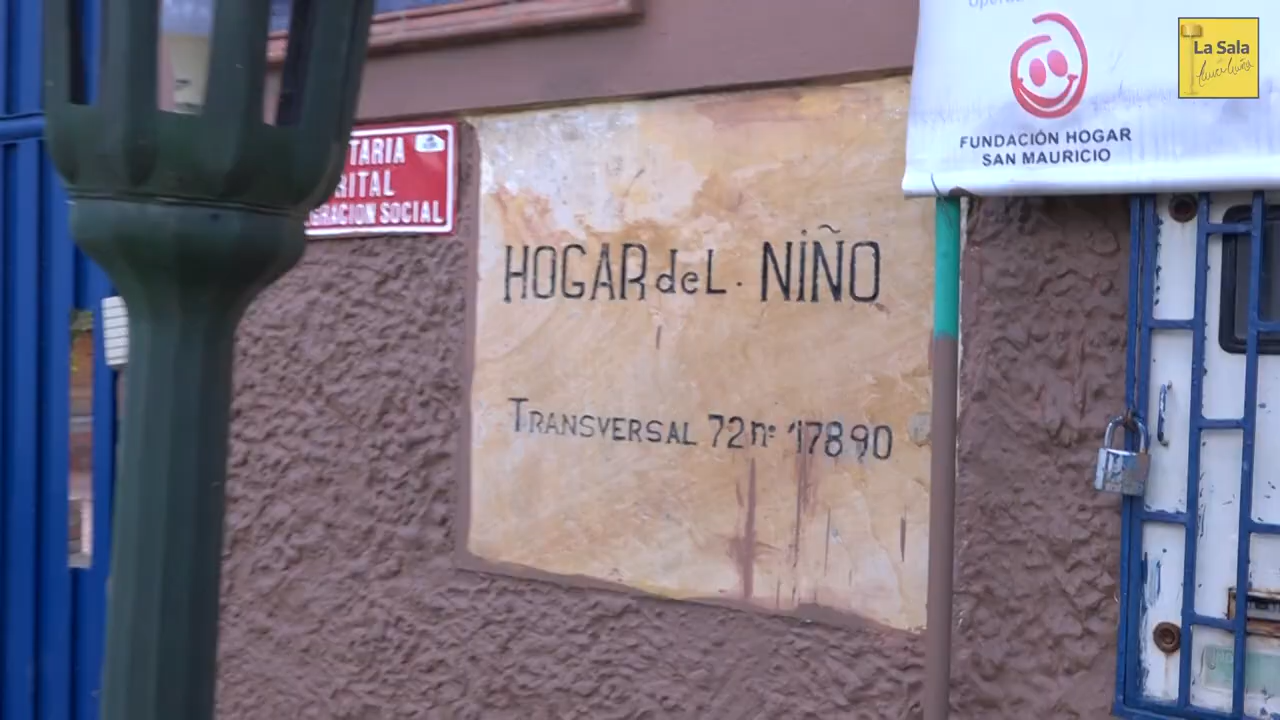 TARIA
RITAL
GRACION SOCIAL
HOGAR deL. NIÑO
TRANSVERSAL 72 nº 17890
FUNDACIÓN HOGAR
SAN MAURICIO
La Sala